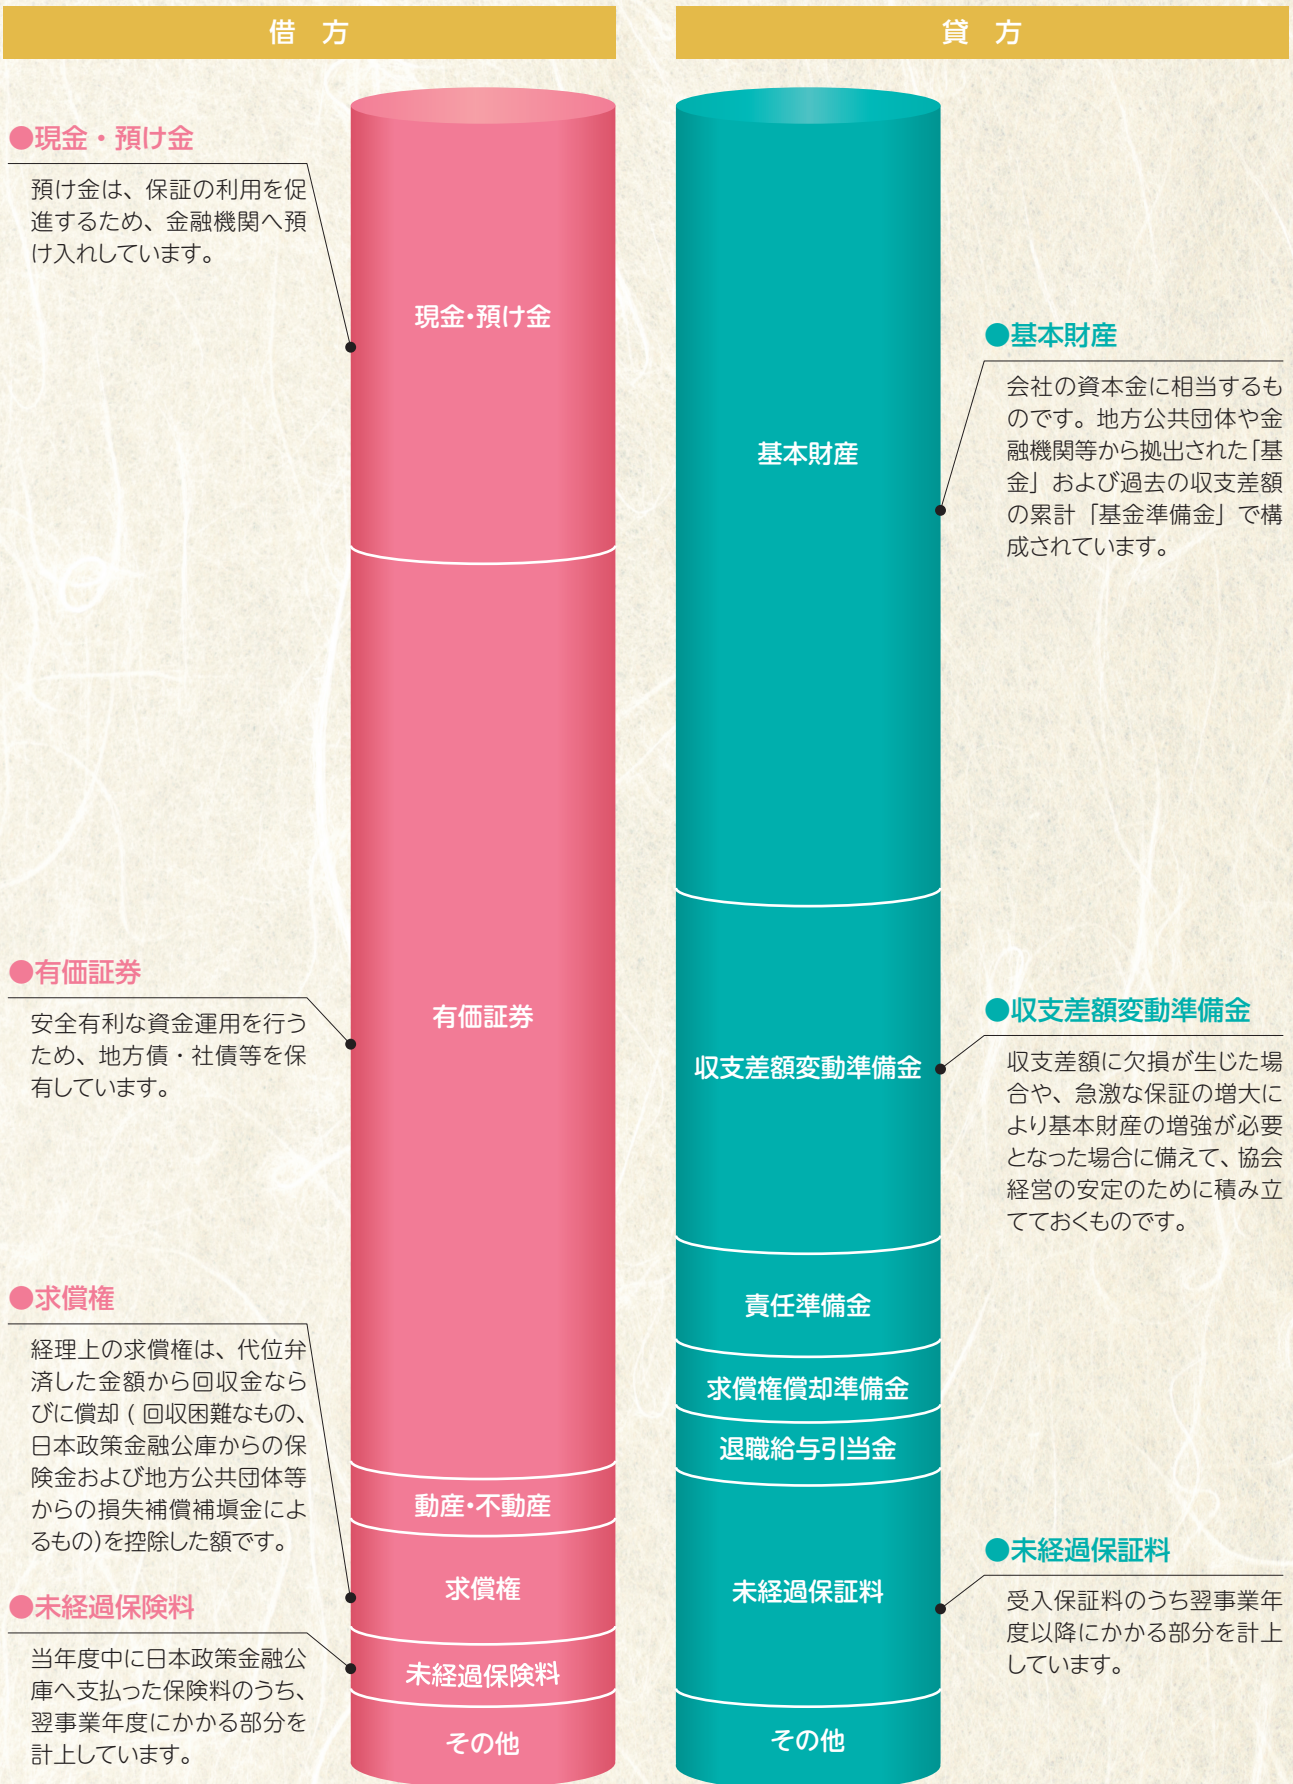 借 方
●現金・預け金
預け金は、保証の利用を促
進するため、金融機関へ預
け入れしています。
現金・預け金
●有価証券
安全有利な資金運用を行う
ため、地方債・社債等を保
有しています。
有価証券
●求償権
経理上の求償権は、代位弁
済した金額から回収金なら
びに償却 ( 回収困難なもの、
日本政策金融公庫からの保
険金および地方公共団体等
からの損失補償補塡金によ
るもの)を控除した額です。
動産・不動産
求償権
●未経過保険料
当年度中に日本政策金融公
庫へ支払った保険料のうち、
翌事業年度にかかる部分を
計上しています。
未経過保険料
その他
貸 方
基本財産
●基本財産
会社の資本金に相当するも
のです。地方公共団体や金
融機関等から拠出された「基
金」および過去の収支差額
の累計「基金準備金」で構
成されています。
収支差額変動準備金
●収支差額変動準備金
収支差額に欠損が生じた場
合や、急激な保証の増大に
より基本財産の増強が必要
となった場合に備えて、協会
経営の安定のために積み立
てておくものです。
責任準備金
求償権償却準備金
退職給与引当金
未経過保証料
●未経過保証料
受入保証料のうち翌事業年
度以降にかかる部分を計上
しています。
その他